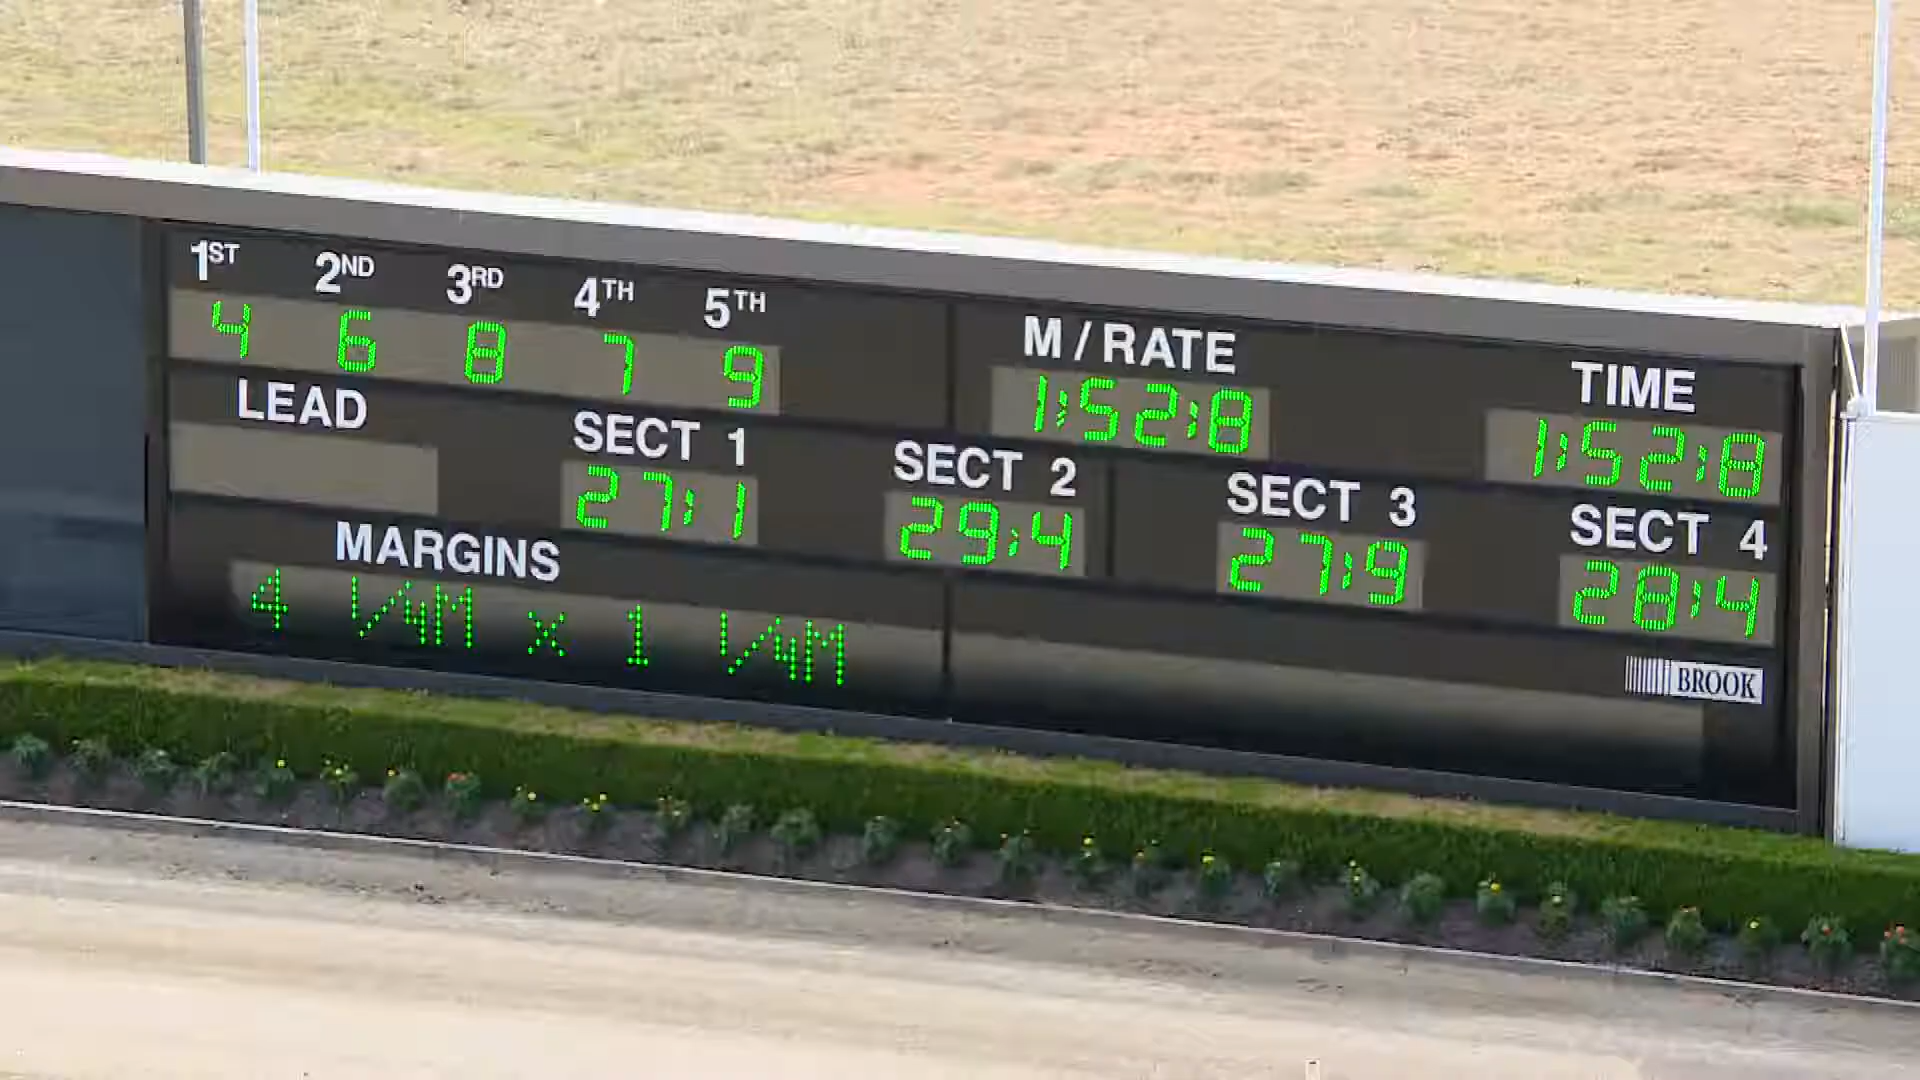 1ST 2ND 3RD 4TH 5TH
4 6 8 7 9
M / RATE
1:52:8
TIME
1:52:8
LEAD
SECT 1
27:1
SECT 2
29:4
SECT 3
27:9
SECT 4
28:4
MARGINS
4 1/4M x 1 1/4M
BROOK